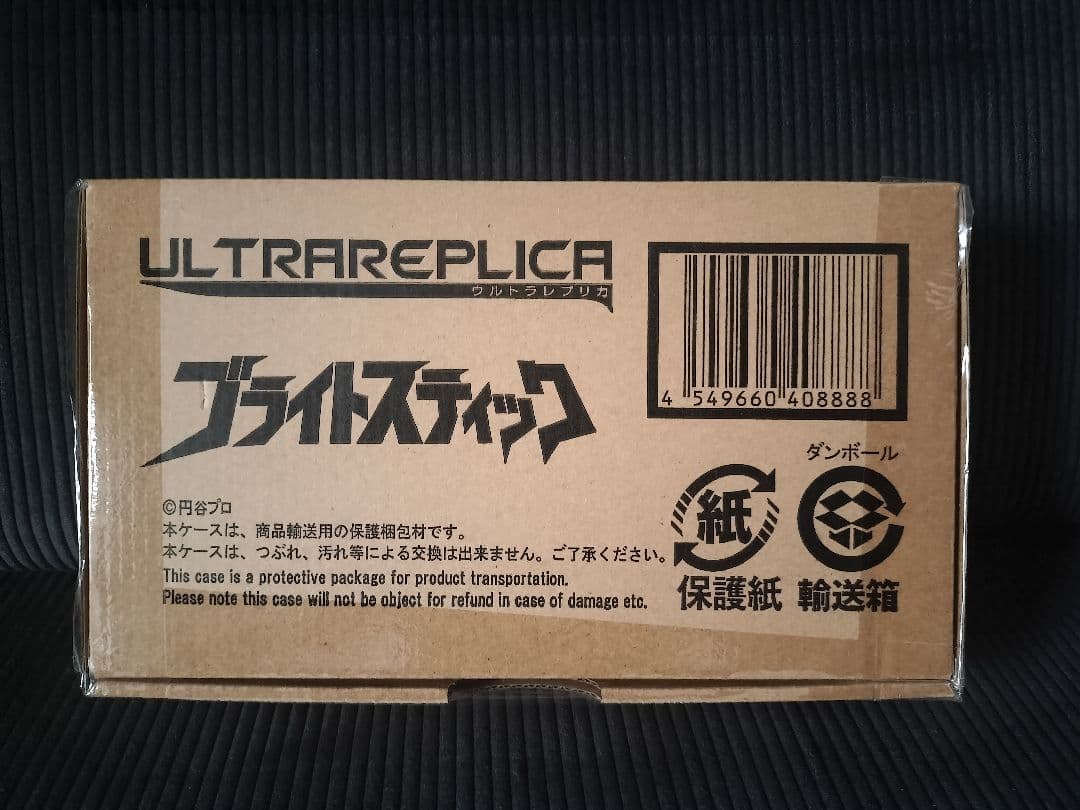 ULTRAREPLICA
ウルトラレプリカ
ブライトスティック
4 549660 408888
ダンボール
紙
保護紙 輸送箱
©円谷プロ
本ケースは、商品輸送用の保護梱包材です。
本ケースは、つぶれ、汚れ等による交換は出来ません。ご了承ください。
This case is a protective package for product transportation.
Please note this case will not be object for refund in case of damage etc.